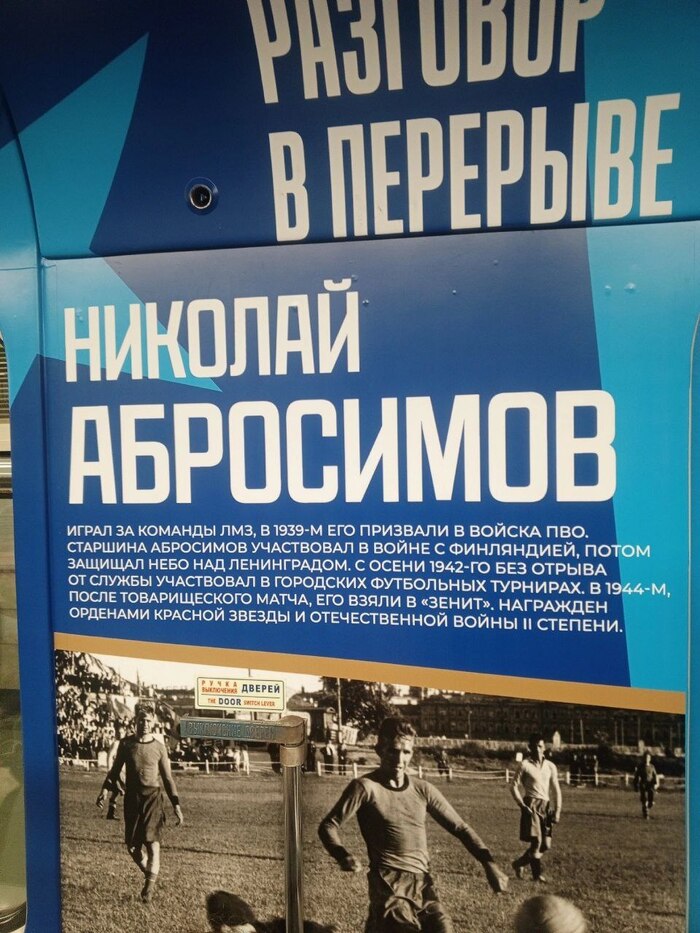 РАЗГОВОР
В ПЕРЕРЫВЕ
НИКОЛАЙ
АБРОСИМОВ
ИГРАЛ ЗА КОМАНДЫ ЛМЗ, В 1939-М ЕГО ПРИЗВАЛИ В ВОЙСКА ПВО.
СТАРШИНА АБРОСИМОВ УЧАСТВОВАЛ В ВОЙНЕ С ФИНЛЯНДИЕЙ, ПОТОМ
ЗАЩИЩАЛ НЕБО НАД ЛЕНИНГРАДОМ. С ОСЕНИ 1942-ГО БЕЗ ОТРЫВА
ОТ СЛУЖБЫ УЧАСТВОВАЛ В ГОРОДСКИХ ФУТБОЛЬНЫХ ТУРНИРАХ. В 1944-М,
ПОСЛЕ ТОВАРИЩЕСКОГО МАТЧА, ЕГО ВЗЯЛИ В «ЗЕНИТ». НАГРАЖДЕН
ОРДЕНАМИ КРАСНОЙ ЗВЕЗДЫ И ОТЕЧЕСТВЕННОЙ ВОЙНЫ II СТЕПЕНИ.
РУЧКА ВЫКЛЮЧЕНИЯ ДВЕРЕЙ
THE DOOR SWITCH LEVER